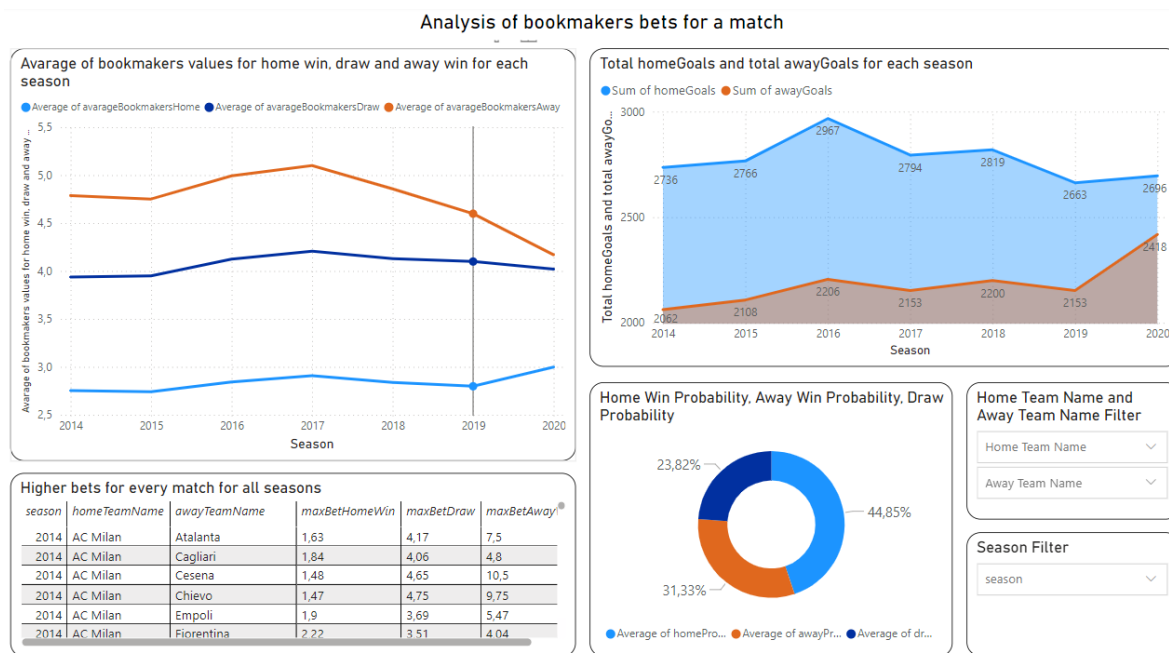 Analysis of bookmakers bets for a match
Avarage of bookmakers values for home win, draw and away win for each
season
Average of avarageBookmakersHome Average of avarageBookmakersDraw Average of avarageBookmakersAway
Avarage of bookmakers values for home win, draw and away ...
5,5
5,0
4,5
4,0
3,5
3,0
2,5
2014 2015 2016 2017 2018 2019 2020
Season
Total homeGoals and total awayGoals for each season
Sum of homeGoals Sum of awayGoals
Total homeGoals and total awayGo...
3000
2500
2000
2736 2766 2967 2794 2819 2663 2696
2062 2108 2206 2153 2200 2153 2418
2014 2015 2016 2017 2018 2019 2020
Season
Higher bets for every match for all seasons
season homeTeamName awayTeamName maxBetHomeWin maxBetDraw maxBetAway
2014 AC Milan Atalanta 1,63 4,17 7,5
2014 AC Milan Cagliari 1,84 4,06 4,8
2014 AC Milan Cesena 1,48 4,65 10,5
2014 AC Milan Chievo 1,47 4,75 9,75
2014 AC Milan Empoli 1,9 3,69 5,47
2014 AC Milan Fiorentina 2,22 3,51 4,04
Home Win Probability, Away Win Probability, Draw
Probability
23,82%
44,85%
31,33%
Average of homePro... Average of awayPr... Average of dr...
Home Team Name and
Away Team Name Filter
Home Team Name
Away Team Name
Season Filter
season